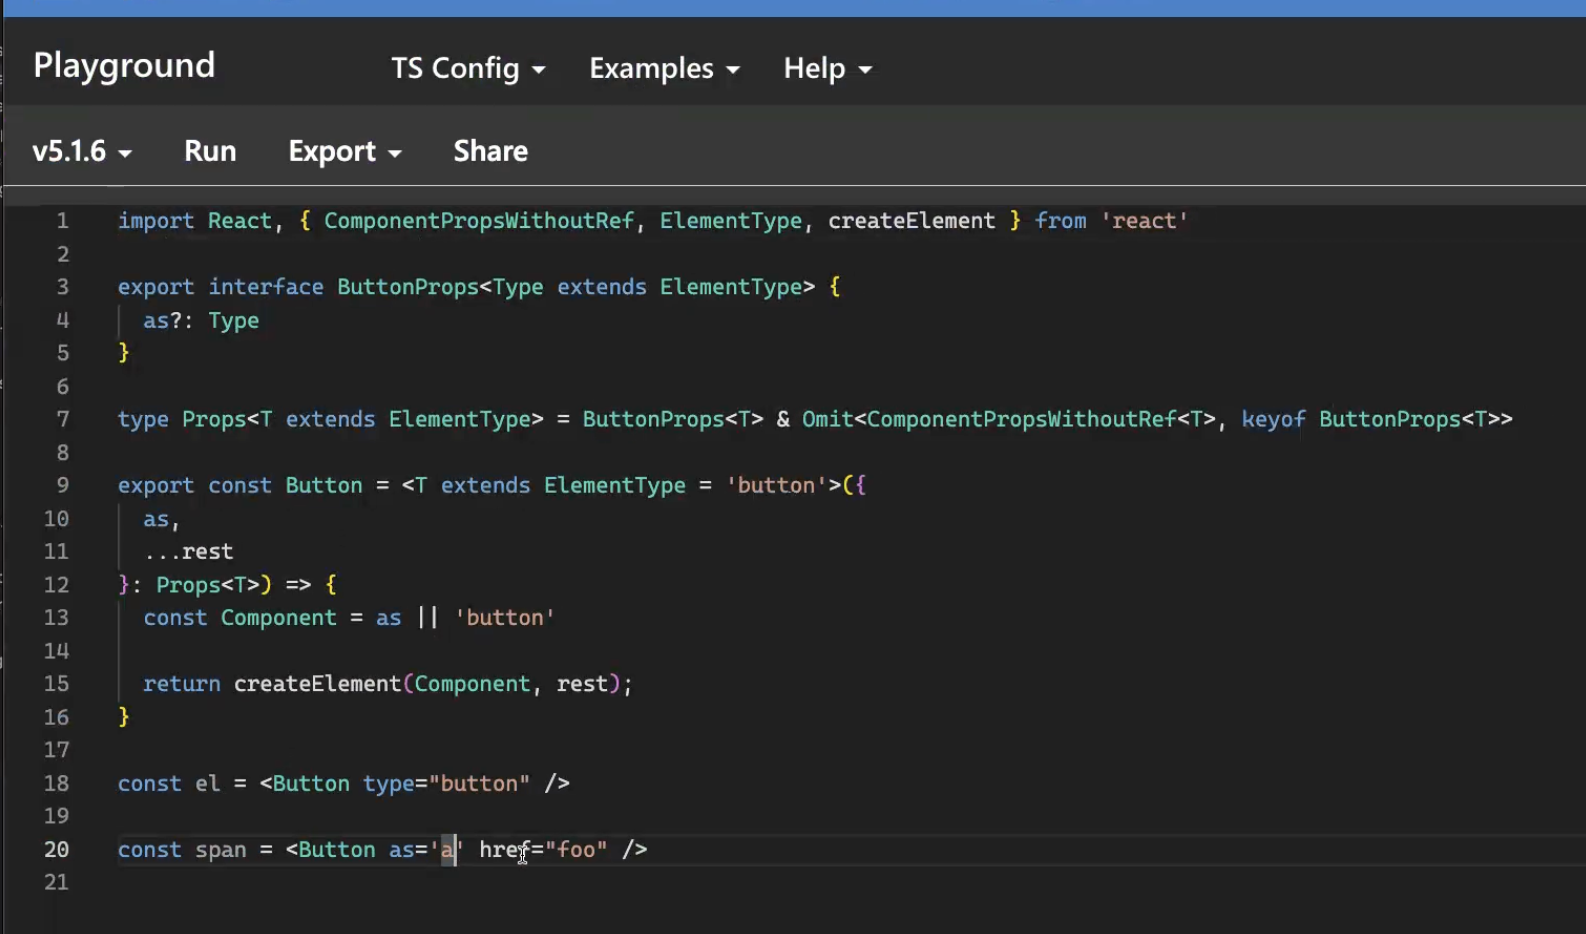 Playground TS Config Examples Help
v5.1.6 Run Export Share
1 import React, { ComponentPropsWithoutRef, ElementType, createElement } from 'react'
2
3 export interface ButtonProps<Type extends ElementType> {
4 as?: Type
5 }
6
7 type Props<T extends ElementType> = ButtonProps<T> & Omit<ComponentPropsWithoutRef<T>, keyof ButtonProps<T>>
8
9 export const Button = <T extends ElementType = 'button'>({
10 as,
11 ...rest
12 }: Props<T>) => {
13 const Component = as || 'button'
14
15 return createElement(Component, rest);
16 }
17
18 const el = <Button type="button" />
19
20 const span = <Button as='a' href="foo" />
21